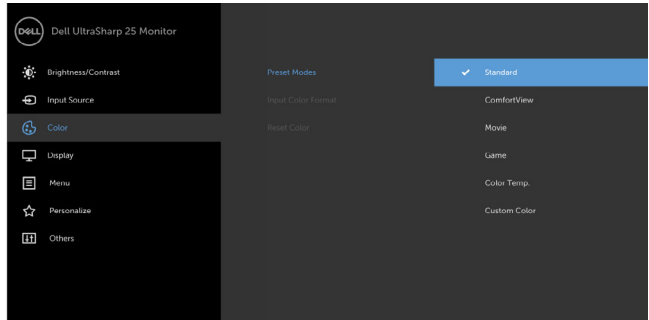 DELL Dell UltraSharp 25 Monitor
Brightness/Contrast
Input Source
Color
Display
Menu
Personalize
Others
Preset Modes
Input Color Format
Reset Color
Standard
ComfortView
Movie
Game
Color Temp.
Custom Color